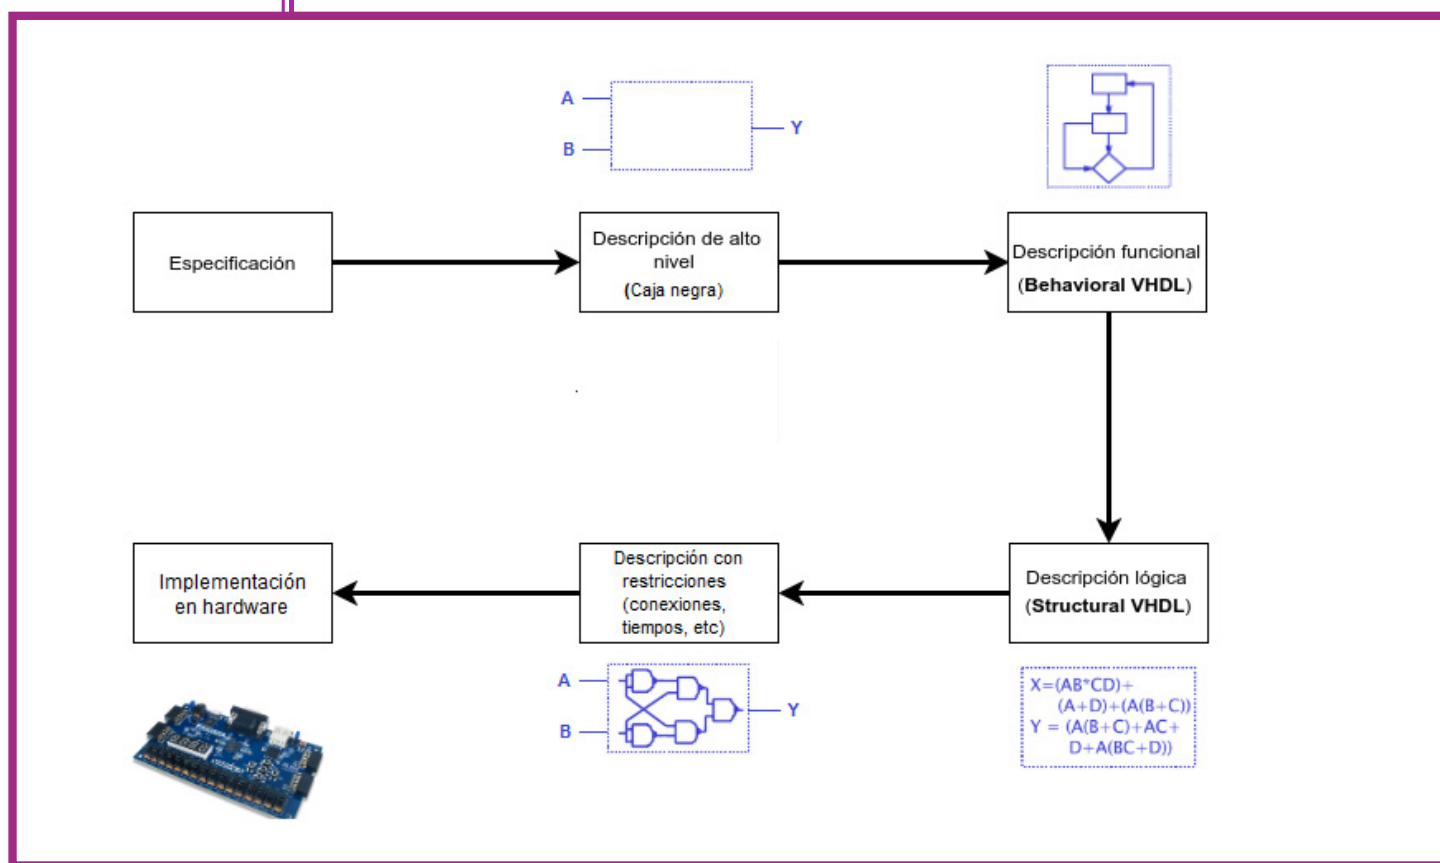 A
B
Y
Especificación
Descripción de alto
nivel
(Caja negra)
Descripción funcional
(Behavioral VHDL)
Implementación
en hardware
Descripción con
restricciones
(conexiones,
tiempos, etc)
Descripción lógica
(Structural VHDL)
A
B
Y
X=(AB*CD)+
(A+D)+(A(B+C))
Y = (A(B+C)+AC+
D+A(BC+D))